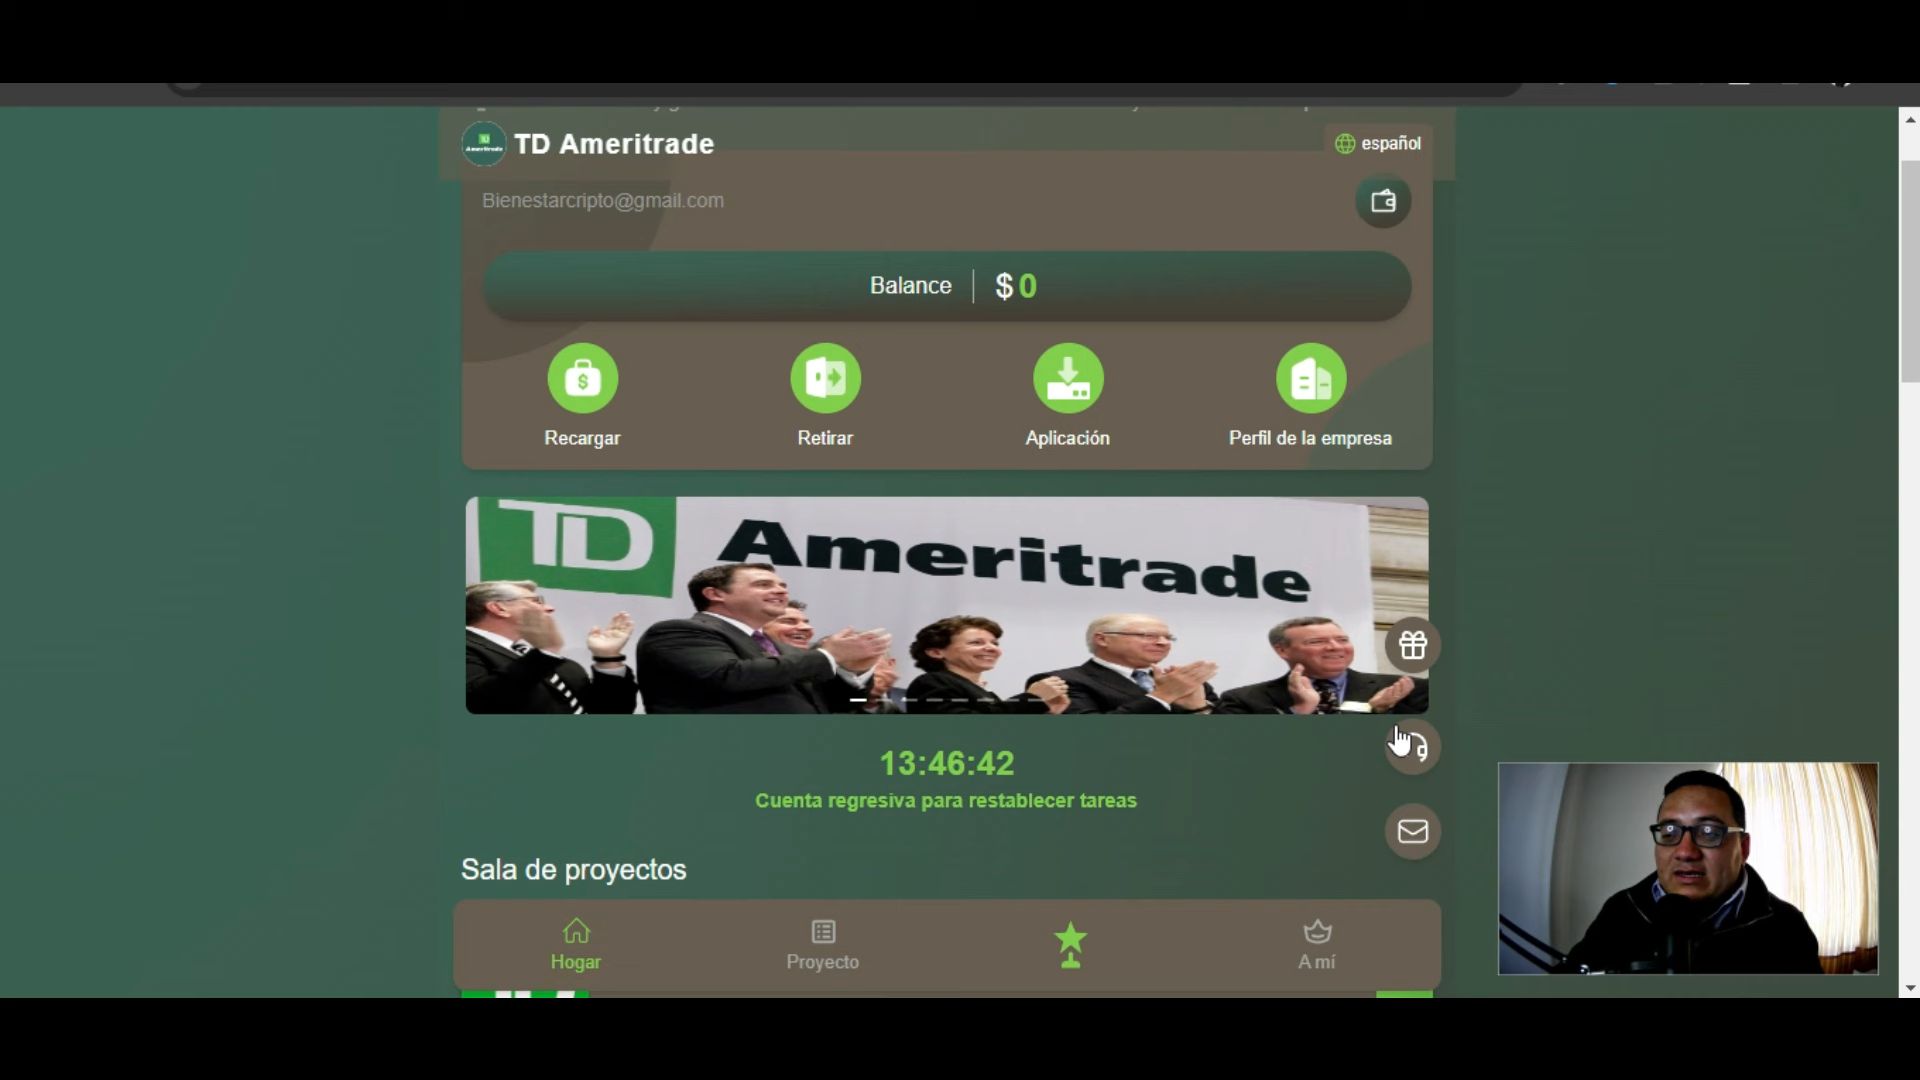 TD Ameritrade
español
Bienestarcripto@gmail.com
Balance
$ 0
Recargar
Retirar
Aplicación
Perfil de la empresa
TD Ameritrade
13:46:42
Cuenta regresiva para restablecer tareas
Sala de proyectos
Hogar
Proyecto
A mí